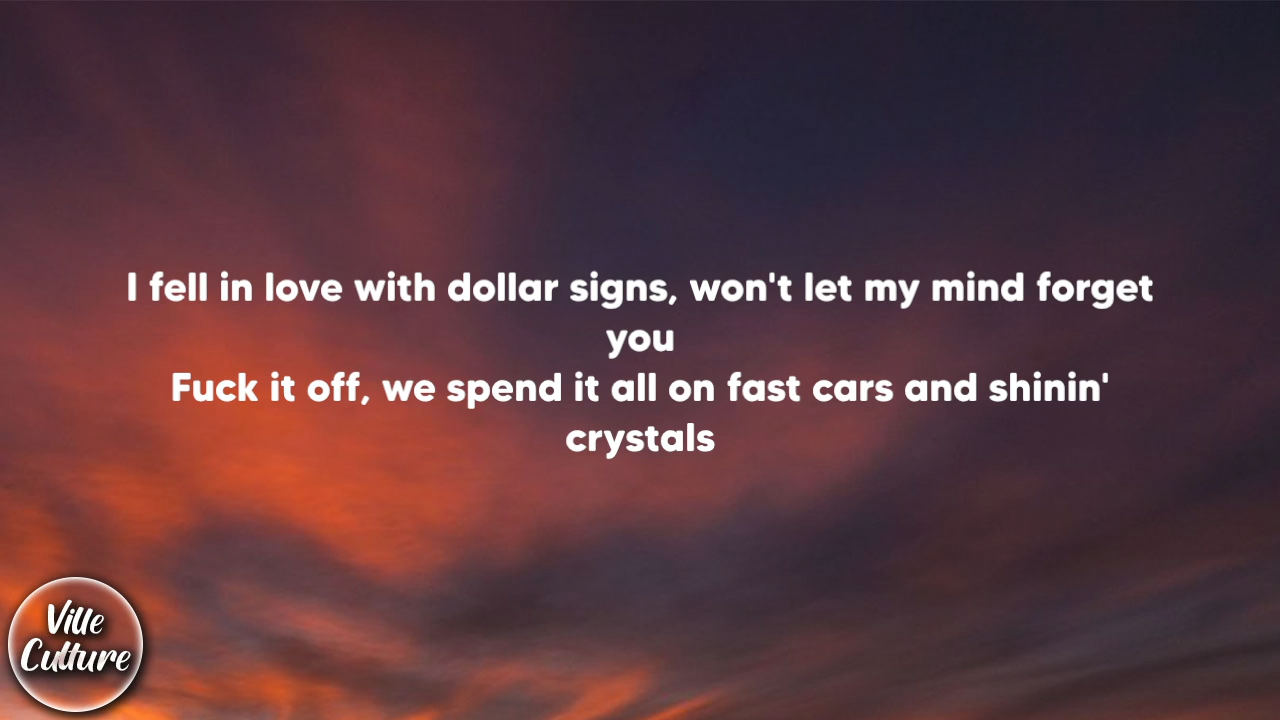 I fell in love with dollar signs, won't let my mind forget
you
Fuck it off, we spend it all on fast cars and shinin'
crystals
Ville
Culture